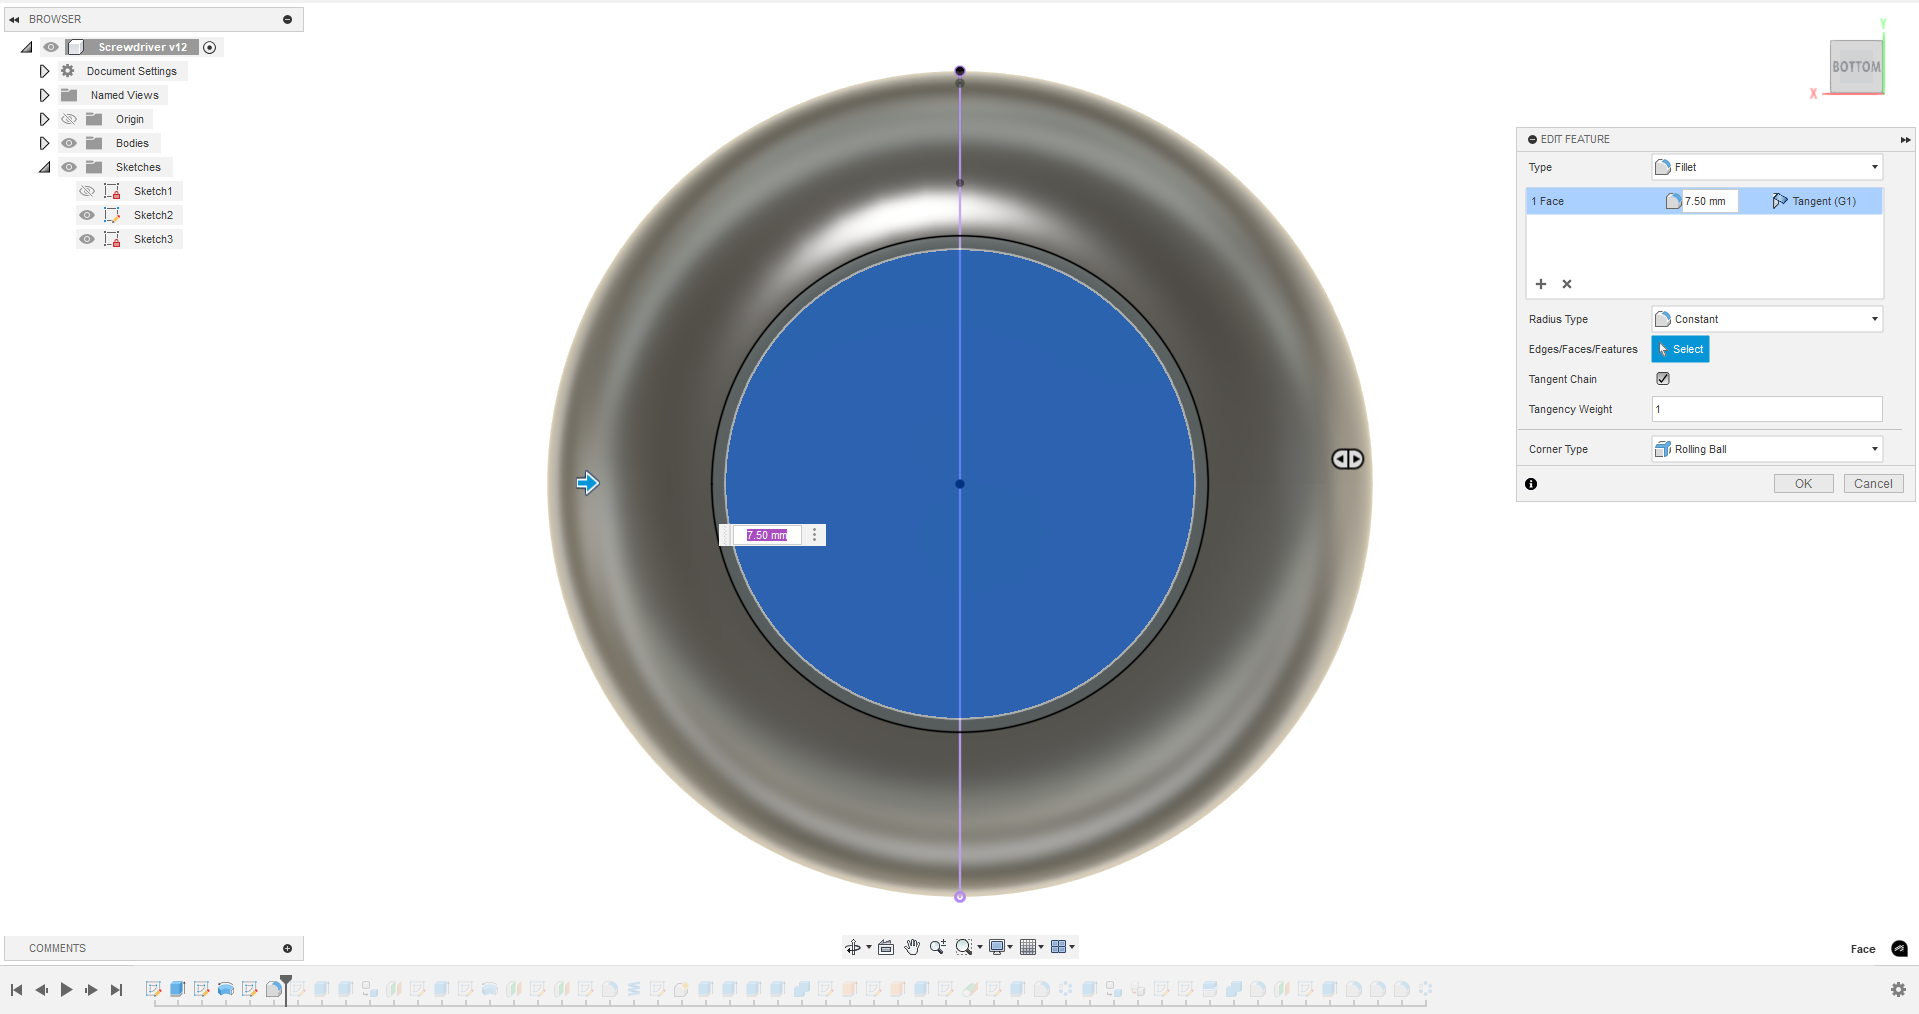 BROWSER
Screwdriver v12
Document Settings
Named Views
Origin
Bodies
Sketches
Sketch1
Sketch2
Sketch3
Y
BOTTOM
X
EDIT FEATURE
Type
Fillet
1 Face
7.50 mm
Tangent (G1)
Radius Type
Constant
Edges/Faces/Features
Select
Tangent Chain
Tangency Weight
1
Corner Type
Rolling Ball
OK
Cancel
7.50 mm
COMMENTS
Face